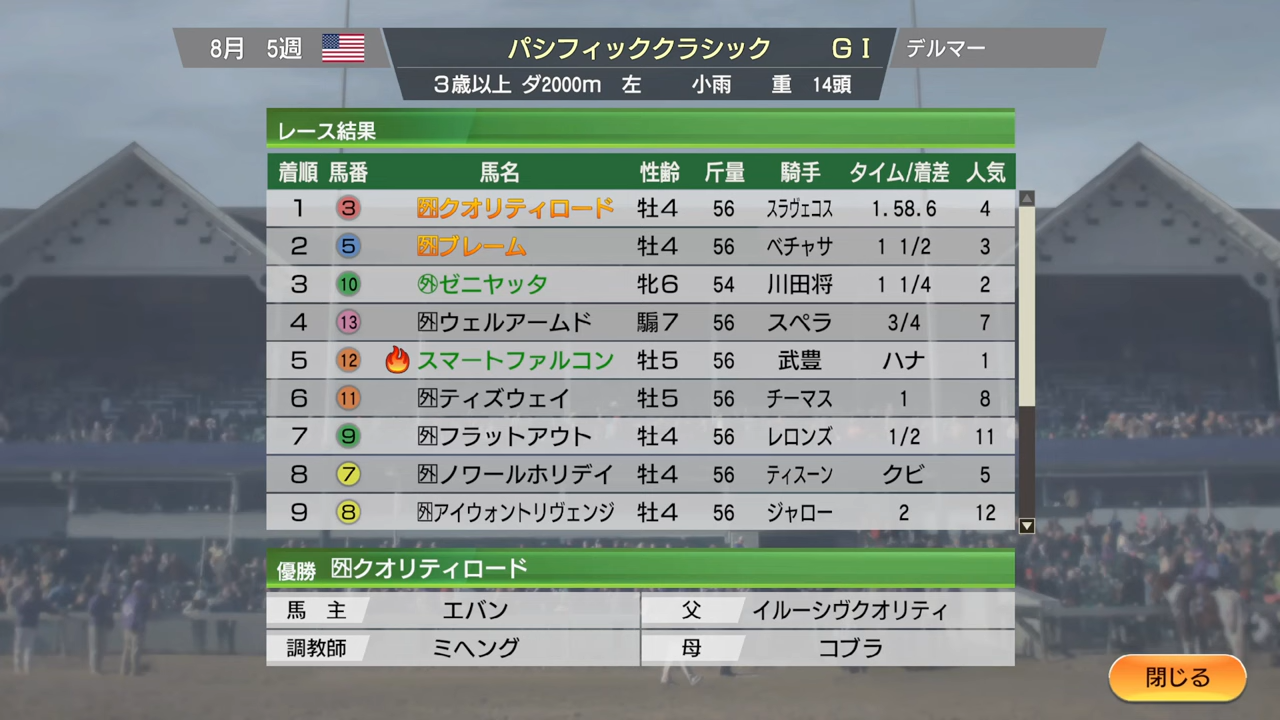 8月 5週 パシフィッククラシック GⅠ デルマー
3歳以上 ダ2000m 左 小雨 重 14頭
レース結果
着順 馬番 馬名 性齢 斤量 騎手 タイム/着差 人気
1 3 外クオリティロード 牡4 56 スラヴェコス 1.58.6 4
2 5 外ブレーム 牡4 56 ベチャサ 1 1/2 3
3 10 外ゼニヤッタ 牝6 54 川田将 1 1/4 2
4 13 外ウェルアームド 騸7 56 スペラ 3/4 7
5 12 スマートファルコン 牡5 56 武豊 ハナ 1
6 11 外ティズウェイ 牡5 56 チーマス 1 8
7 9 外フラットアウト 牡4 56 レロンズ 1/2 11
8 7 外ノワールホリデイ 牡4 56 ティスーン クビ 5
9 8 外アイウォントリヴェンジ 牡4 56 ジャロー 2 12
優勝 外クオリティロード
馬主 エバン 父 イルーシヴクオリティ
調教師 ミヘング 母 コブラ
閉じる